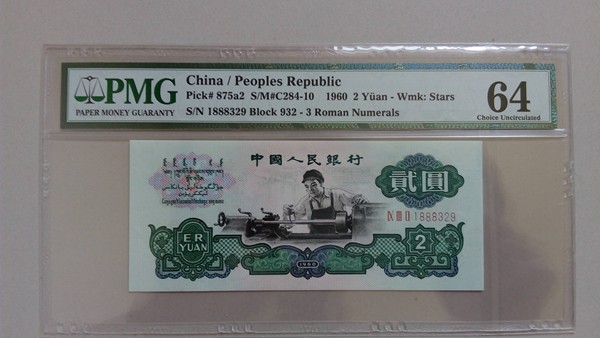 PMG
PAPER MONEY GUARANTY
China / Peoples Republic
Pick# 875a2 S/M#C284-10 1960 2 Yüan - Wmk: Stars
S/N 1888329 Block 932 - 3 Roman Numerals
64
Choice Uncirculated
中國人民銀行
貳圓
IX III II 1888329
ER
YUAN
2
1960